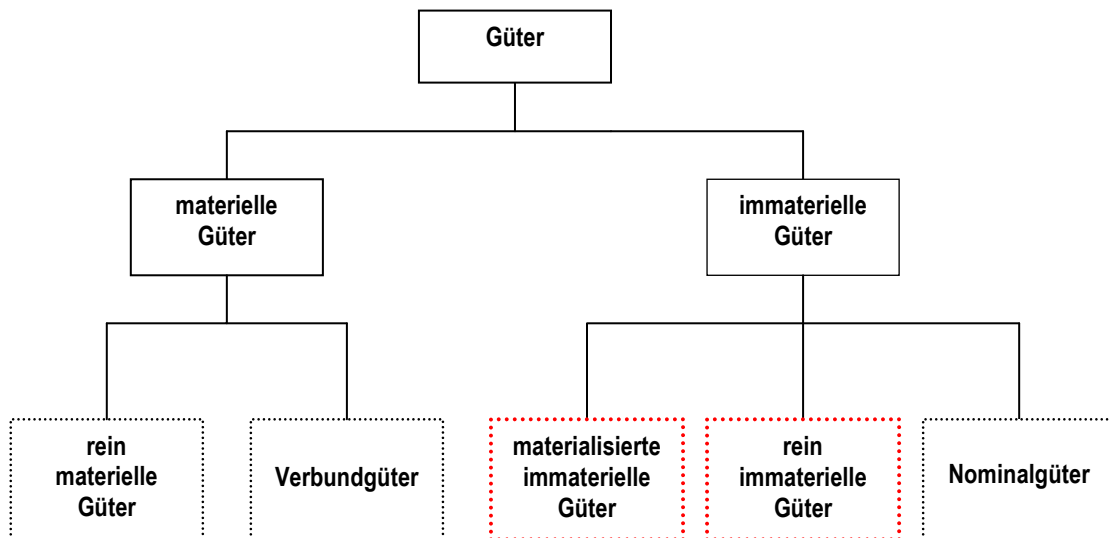 Güter
materielle
Güter
immaterielle
Güter
rein
materielle
Güter
Verbundgüter
materialisierte
immaterielle
Güter
rein
immaterielle
Güter
Nominalgüter